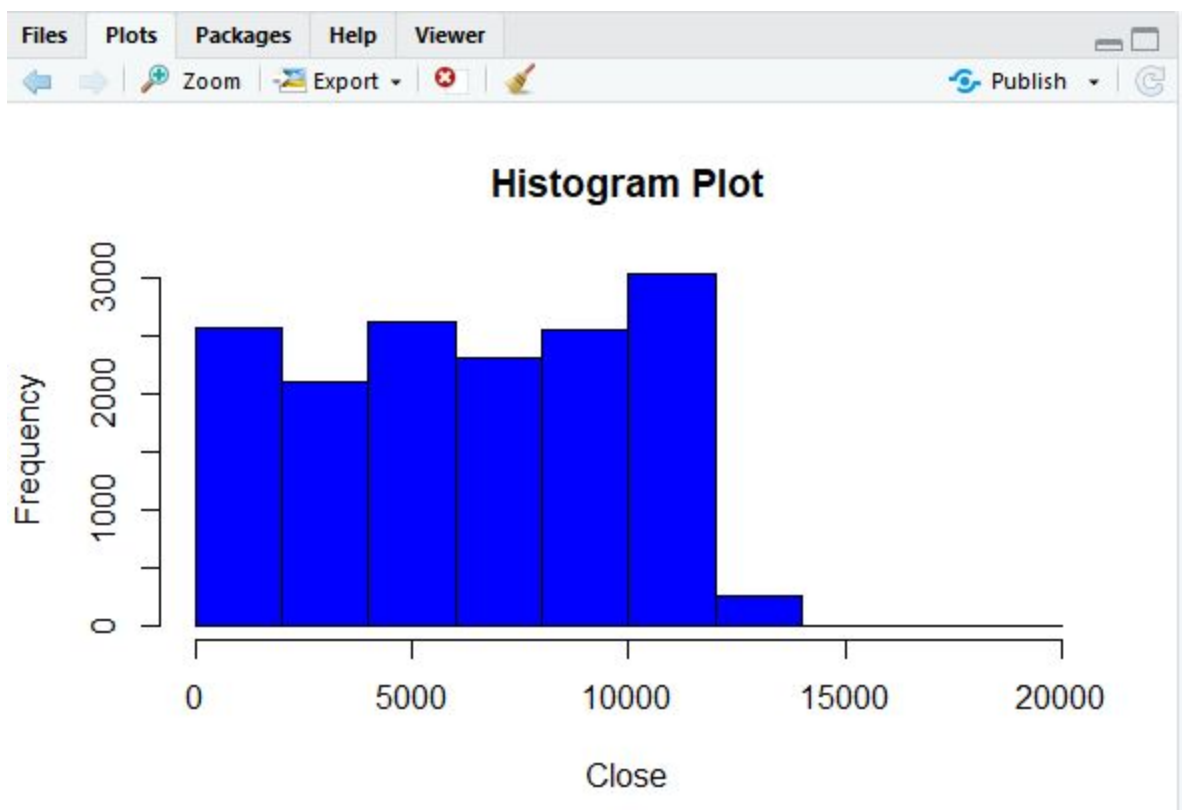 Files Plots Packages Help Viewer
Zoom Export Publish
Histogram Plot
3000
2000
1000
0
Frequency
0 5000 10000 15000 20000
Close